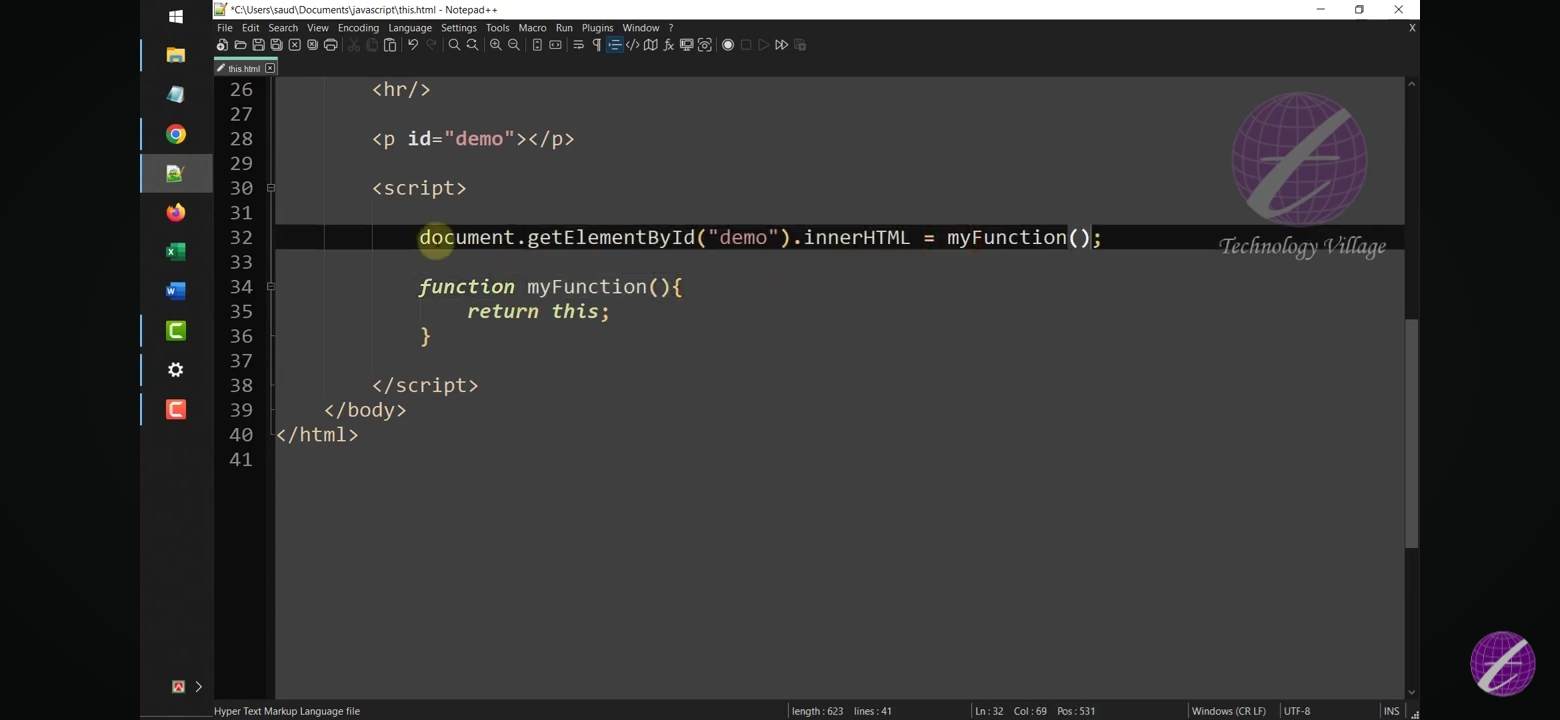 *C:\Users\saud\Documents\javascript\this.html - Notepad++
File Edit Search View Encoding Language Settings Tools Macro Run Plugins Window ? X
this.html
26 <hr/>
27
28 <p id="demo"></p>
29
30 <script>
31
32 document.getElementById("demo").innerHTML = myFunction();
33
34 function myFunction(){
35 return this;
36 }
37
38 </script>
39 </body>
40 </html>
41
Technology Village
Hyper Text Markup Language file length : 623 lines : 41 Ln : 32 Col : 69 Pos : 531 Windows (CR LF) UTF-8 INS